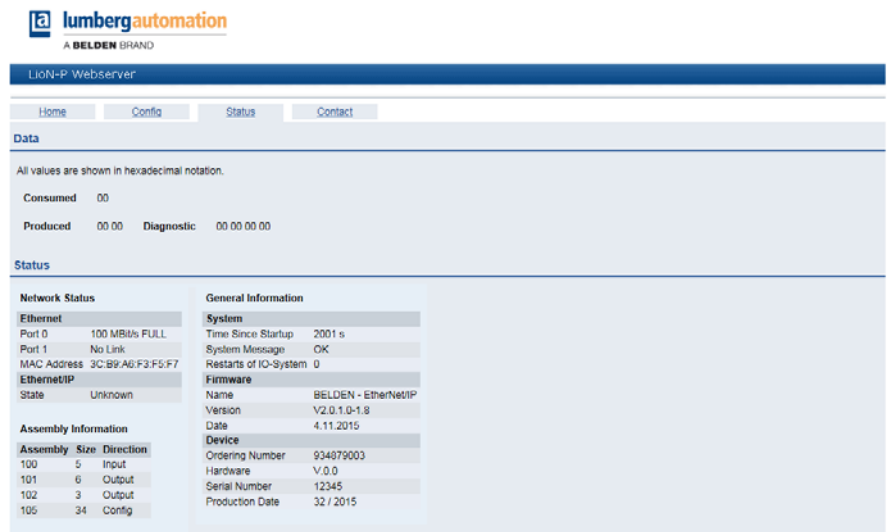 lumbergautomation
A BELDEN BRAND
LioN-P Webserver
Home Config Status Contact
Data
All values are shown in hexadecimal notation.
Consumed 00
Produced 00 00 Diagnostic 00 00 00 00
Status
Network Status
Ethernet
Port 0 100 MBit/s FULL
Port 1 No Link
MAC Address 3C:B9:A6:F3:F5:F7
Ethernet/IP
State Unknown
Assembly Information
Assembly Size Direction
100 5 Input
101 6 Output
102 3 Output
105 34 Config
General Information
System
Time Since Startup 2001 s
System Message OK
Restarts of IO-System 0
Firmware
Name BELDEN - EtherNet/IP
Version V2.0.1.0-1.8
Date 4.11.2015
Device
Ordering Number 934879003
Hardware V.0.0
Serial Number 12345
Production Date 32 / 2015